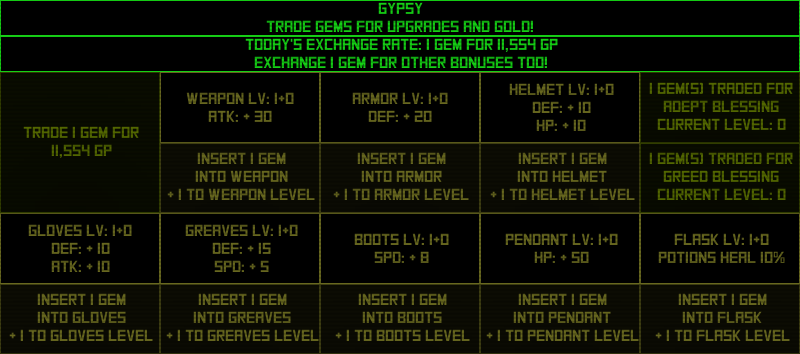 GYPSY
TRADE GEMS FOR UPGRADES AND GOLD!
TODAY'S EXCHANGE RATE: 1 GEM FOR 11,554 GP
EXCHANGE 1 GEM FOR OTHER BONUSES TOO!
TRADE 1 GEM FOR
11,554 GP
WEAPON LV: 1+0
ATK: + 30
ARMOR LV: 1+0
DEF: + 20
HELMET LV: 1+0
DEF: + 10
HP: + 10
1 GEM(S) TRADED FOR
ADEPT BLESSING
CURRENT LEVEL: 0
INSERT 1 GEM
INTO WEAPON
+ 1 TO WEAPON LEVEL
INSERT 1 GEM
INTO ARMOR
+ 1 TO ARMOR LEVEL
INSERT 1 GEM
INTO HELMET
+ 1 TO HELMET LEVEL
1 GEM(S) TRADED FOR
GREED BLESSING
CURRENT LEVEL: 0
GLOVES LV: 1+0
DEF: + 10
ATK: + 10
GREAVES LV: 1+0
DEF: + 15
SPD: + 5
BOOTS LV: 1+0
SPD: + 8
PENDANT LV: 1+0
HP: + 50
FLASK LV: 1+0
POTIONS HEAL 10%
INSERT 1 GEM
INTO GLOVES
+ 1 TO GLOVES LEVEL
INSERT 1 GEM
INTO GREAVES
+ 1 TO GREAVES LEVEL
INSERT 1 GEM
INTO BOOTS
+ 1 TO BOOTS LEVEL
INSERT 1 GEM
INTO PENDANT
+ 1 TO PENDANT LEVEL
INSERT 1 GEM
INTO FLASK
+ 1 TO FLASK LEVEL